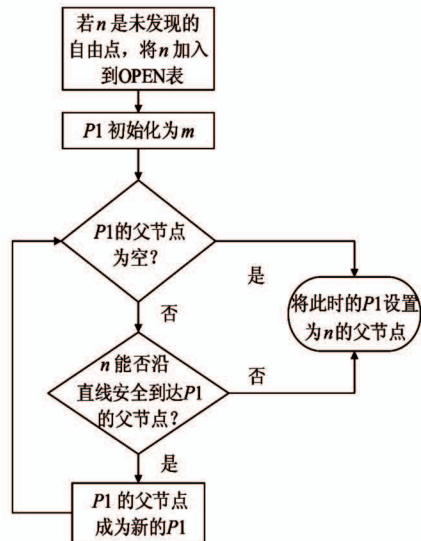 若n是未发现的
自由点，将n加入
到OPEN表
P1初始化为m
P1的父节点
为空？
是
否
将此时的P1设置
为n的父节点
n能否沿
直线安全到达P1
的父节点？
否
是
P1的父节点
成为新的P1